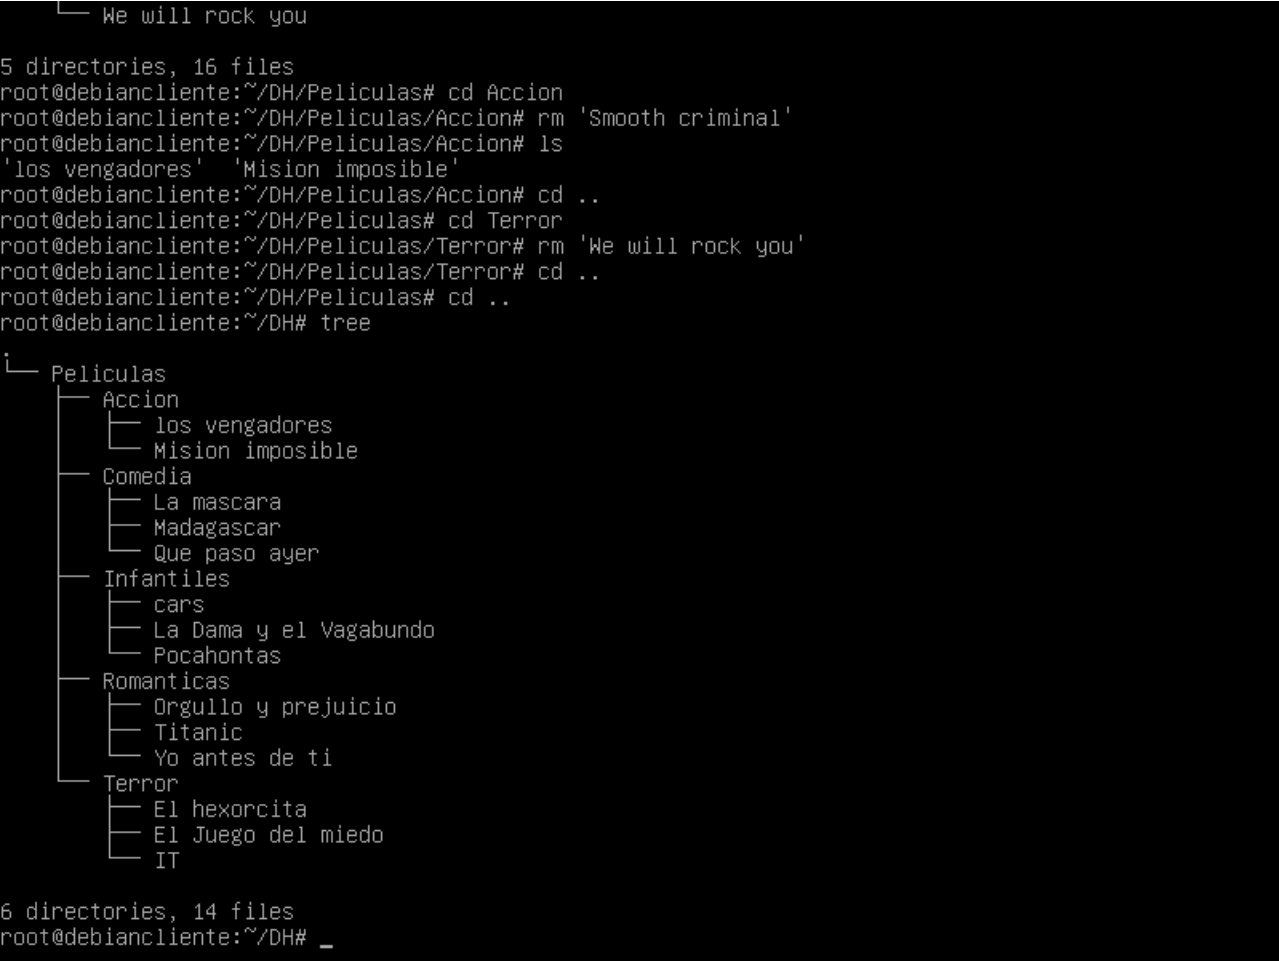 └── We will rock you

5 directories, 16 files
root@debiancliente:~/DH/Peliculas# cd Accion
root@debiancliente:~/DH/Peliculas/Accion# rm 'Smooth criminal'
root@debiancliente:~/DH/Peliculas/Accion# ls
'los vengadores'  'Mision imposible'
root@debiancliente:~/DH/Peliculas/Accion# cd ..
root@debiancliente:~/DH/Peliculas# cd Terror
root@debiancliente:~/DH/Peliculas/Terror# rm 'We will rock you'
root@debiancliente:~/DH/Peliculas/Terror# cd ..
root@debiancliente:~/DH/Peliculas# cd ..
root@debiancliente:~/DH# tree
.
└── Peliculas
    ├── Accion
    │   ├── los vengadores
    │   └── Mision imposible
    ├── Comedia
    │   ├── La mascara
    │   ├── Madagascar
    │   └── Que paso ayer
    ├── Infantiles
    │   ├── cars
    │   ├── La Dama y el Vagabundo
    │   └── Pocahontas
    ├── Romanticas
    │   ├── Orgullo y prejuicio
    │   ├── Titanic
    │   └── Yo antes de ti
    └── Terror
        ├── El hexorcita
        ├── El Juego del miedo
        └── IT

6 directories, 14 files
root@debiancliente:~/DH# _